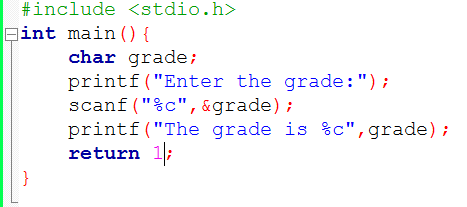 #include <stdio.h>
int main(){
    char grade;
    printf("Enter the grade:");
    scanf("%c",&grade);
    printf("The grade is %c",grade);
    return 1;
}